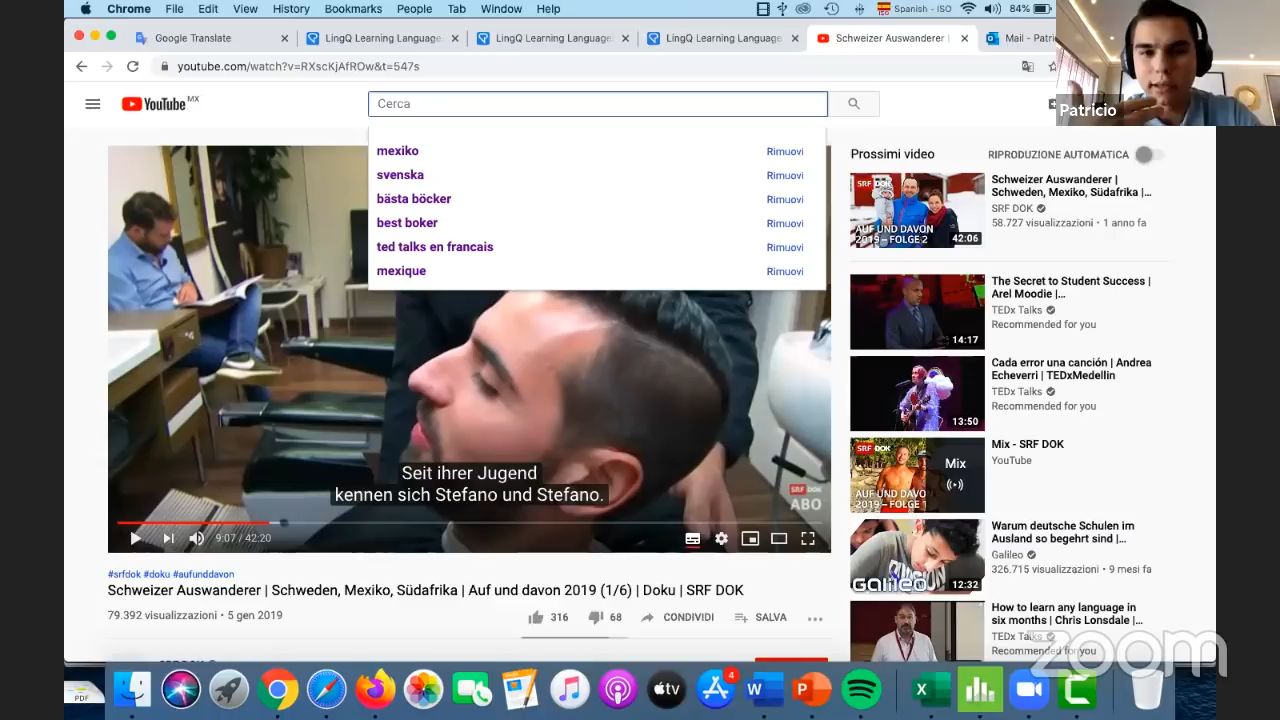 Chrome File Edit View History Bookmarks People Tab Window Help Spanish - ISO 84%
Google Translate LingQ Learning Language LingQ Learning Language LingQ Learning Language Schweizer Auswanderer | Mail - Patri
youtube.com/watch?v=RXscKjAfROw&t=547s
YouTube MX
Cerca
mexiko Rimuovi
svenska Rimuovi
bästa böcker Rimuovi
best boker Rimuovi
ted talks en francais Rimuovi
mexique Rimuovi
Patricio
Seit ihrer Jugend
kennen sich Stefano und Stefano.
SRF DOK
ABO
9:07 / 42:20
#srfdok #doku #aufunddavon
Schweizer Auswanderer | Schweden, Mexiko, Südafrika | Auf und davon 2019 (1/6) | Doku | SRF DOK
79.392 visualizzazioni • 5 gen 2019
316 68 CONDIVIDI SALVA
Prossimi video RIPRODUZIONE AUTOMATICA
SRF DOK
AUF UND DAVON
2019 – FOLGE 2
42:06
Schweizer Auswanderer |
Schweden, Mexiko, Südafrika |...
SRF DOK
58.727 visualizzazioni • 1 anno fa
14:17
The Secret to Student Success |
Arel Moodie |...
TEDx Talks
Recommended for you
13:50
Cada error una canción | Andrea
Echeverri | TEDxMedellin
TEDx Talks
Recommended for you
SRF DOK
AUF UND DAVO
2019 – FOLGE 1
Mix
Mix - SRF DOK
YouTube
GALILEO
12:32
Warum deutsche Schulen im
Ausland so begehrt sind |...
Galileo
326.715 visualizzazioni • 9 mesi fa
How to learn any language in
six months | Chris Lonsdale |...
TEDx Talks
Recommended for you
zoom
PDF
tv
4
W
P
X
C